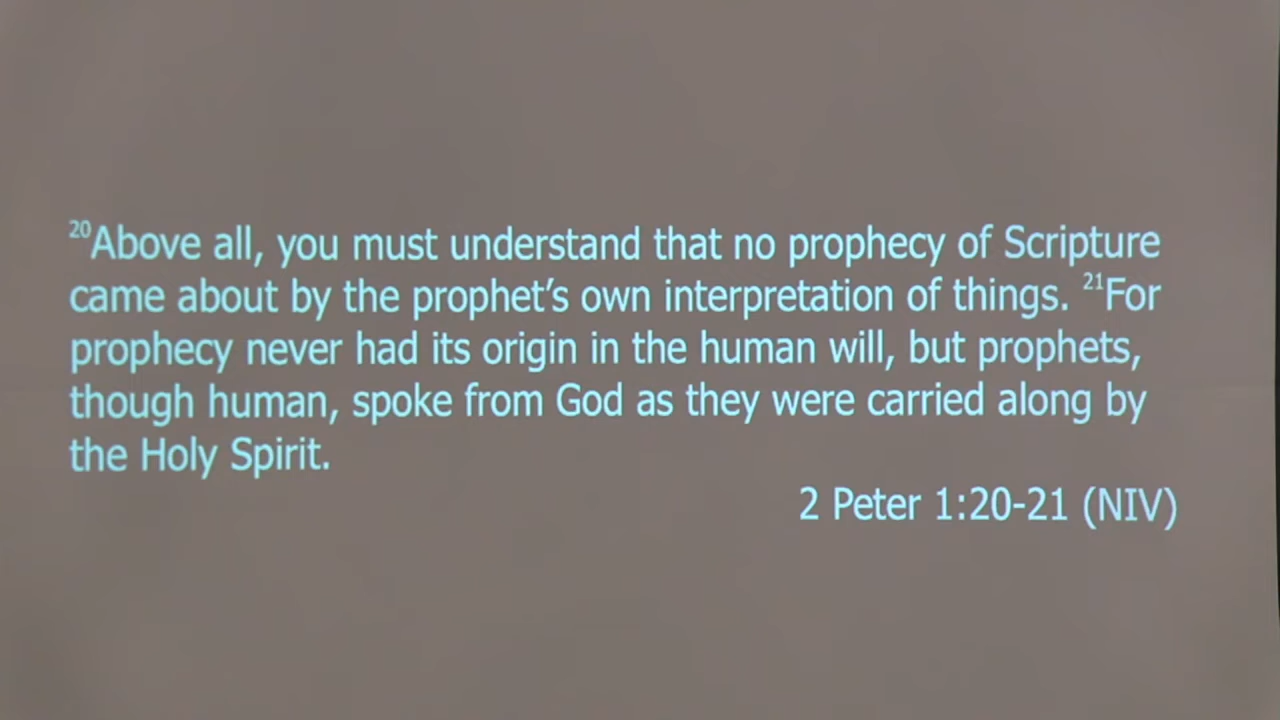 ²⁰Above all, you must understand that no prophecy of Scripture
came about by the prophet’s own interpretation of things. ²¹For
prophecy never had its origin in the human will, but prophets,
though human, spoke from God as they were carried along by
the Holy Spirit.
2 Peter 1:20-21 (NIV)